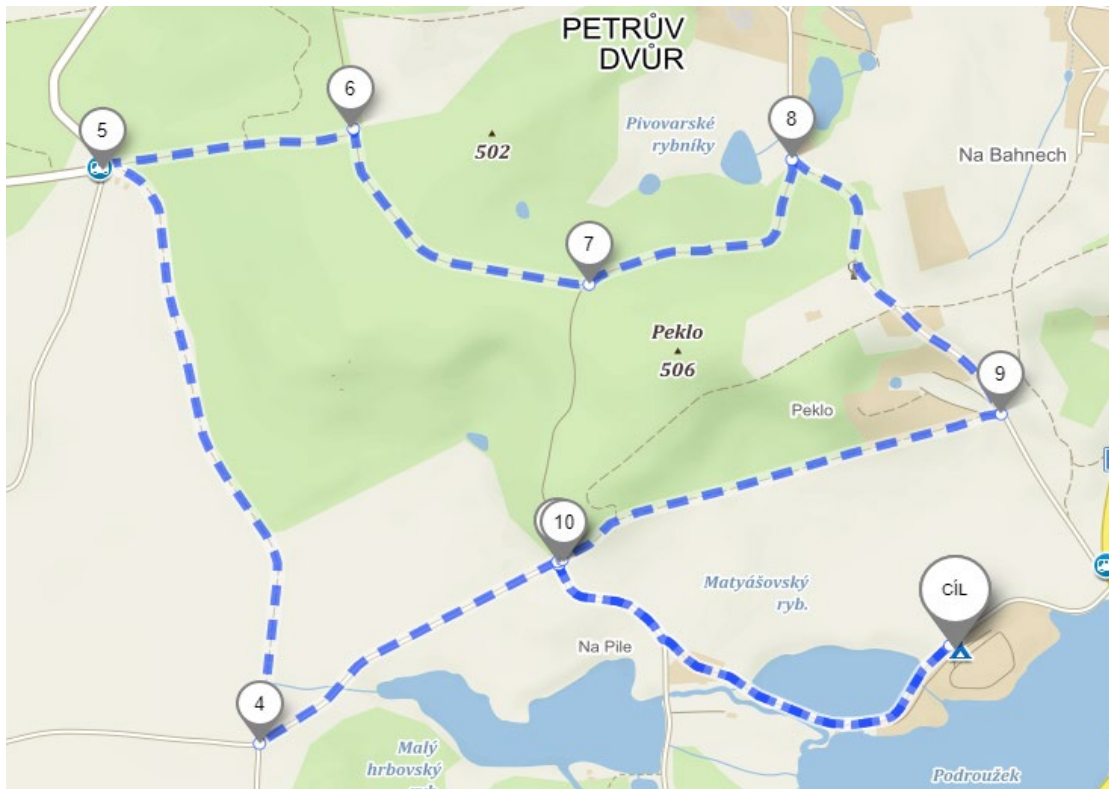 PETRŮV
DVŮR
6
5
8
Pivovarské
rybníky
502
Na Bahnech
7
Peklo
506
9
Peklo
10
CÍL
Matyášovský
ryb.
Na Pile
4
Malý
hrbovský
ryb.
Podroužek